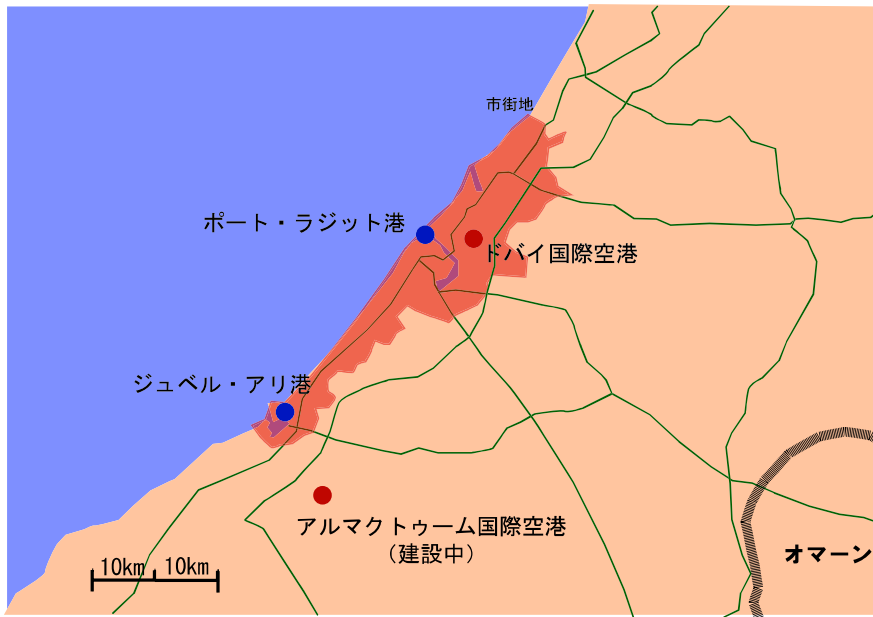 市街地
ポート・ラジット港
ドバイ国際空港
ジュベル・アリ港
アルマクトゥーム国際空港
（建設中）
オマーン
10km 10km